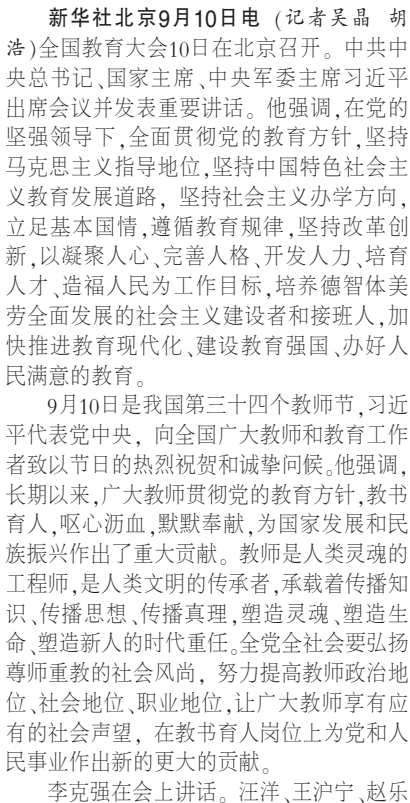 新华社北京9月10日电（记者吴晶 胡
浩）全国教育大会10日在北京召开。中共中
央总书记、国家主席、中央军委主席习近平
出席会议并发表重要讲话。他强调，在党的
坚强领导下，全面贯彻党的教育方针，坚持
马克思主义指导地位，坚持中国特色社会主
义教育发展道路，坚持社会主义办学方向，
立足基本国情，遵循教育规律，坚持改革创
新，以凝聚人心、完善人格、开发人力、培育
人才、造福人民为工作目标，培养德智体美
劳全面发展的社会主义建设者和接班人，加
快推进教育现代化、建设教育强国、办好人
民满意的教育。
9月10日是我国第三十四个教师节，习近
平代表党中央，向全国广大教师和教育工作
者致以节日的热烈祝贺和诚挚问候。他强调，
长期以来，广大教师贯彻党的教育方针，教书
育人，呕心沥血，默默奉献，为国家发展和民
族振兴作出了重大贡献。教师是人类灵魂的
工程师，是人类文明的传承者，承载着传播知
识、传播思想、传播真理，塑造灵魂、塑造生
命、塑造新人的时代重任。全党全社会要弘扬
尊师重教的社会风尚，努力提高教师政治地
位、社会地位、职业地位，让广大教师享有应
有的社会声望，在教书育人岗位上为党和人
民事业作出新的更大的贡献。
李克强在会上讲话。汪洋、王沪宁、赵乐